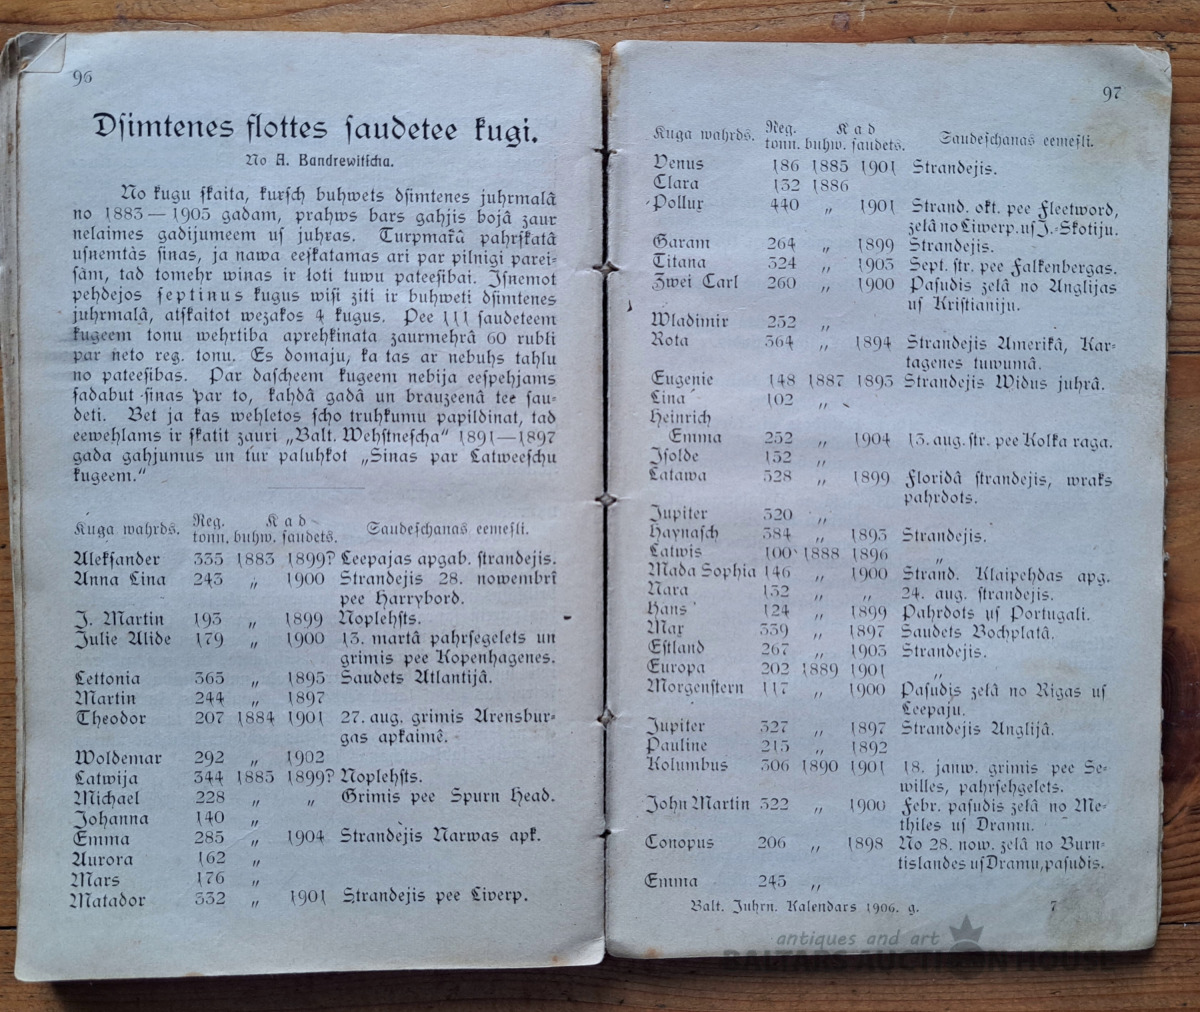 96
Dſimtenes flottes ſaudetee kugi.
No A. Bandrewitſcha.
No kugu ſkaita, kurſch buhwets dſimtenes juhrmalâ
no 1883—1905 gadam, prahws bars gahjis bojâ zaur
nelaimes gadijumeem uſ juhras. Turpmakâ pahrſkatâ
uſnemtâs ſinas, ja nawa eeſkatamas ari par pilnigi parei-
ſâm, tad tomehr winas ir ļoti tuwu pateeſibai. Iſnemot
pehdejos ſeptinus kugus wiſi ziti ir buhweti dſimtenes
juhrmalâ, atſkaitot wezakos 4 kugus. Pee 111 ſaudeteem
kugeem tonu wehrtiba aprehkinata zaurmehrâ 60 rubli
par neto reg. tonu. Es domaju, ka tas ar nebuhs tahlu
no pateeſibas. Par daſcheem kugeem nebija eeſpehjams
ſadabut ſinas par to, kahdâ gadâ un brauzeenâ tee ſau-
deti. Bet ja kas wehletos ſcho truhkumu papildinat, tad
eewehlams ir ſkatit zauri „Balt. Wehſtneſcha“ 1891—1897
gada gahjumus un tur paluhkot „Sinas par Latweeſchu
kugeem.“
Kuga wahrds. Reg. tonn. Kad buhw. ſaudets. Saudeſchanas eemeſli.
Alekſander 335 1883 1899? Leepajas apgab. ſtrandejis.
Anna Lina 243 „ 1900 Strandejis 28. nowembrî
pee Harrybord.
J. Martin 193 „ 1899 Noplehſts.
Julie Alide 179 „ 1900 13. martâ pahrſegelets un
grimis pee Kopenhagenes.
Lettonia 365 „ 1895 Saudets Atlantijâ.
Martin 244 „ 1897
Theodor 207 1884 1901 27. aug. grimis Arensbur-
gas apkaimê.
Woldemar 292 „ 1902
Latwija 344 1885 1899? Noplehſts.
Michael 228 „ „ Grimis pee Spurn Head.
Johanna 140 „
Emma 285 „ 1904 Strandejis Narwas apk.
Aurora 162 „
Mars 176 „
Matador 332 „ 1901 Strandejis pee Liverp.
97
Kuga wahrds. Reg. tonn. Kad buhw. ſaudets. Saudeſchanas eemeſli.
Venus 186 1885 1901 Strandejis.
Clara 132 1886
Pollux 440 „ 1901 Strand. okt. pee Fleetword,
zelâ no Liwerp. uſ J.-Skotiju.
Garam 264 „ 1899 Strandejis.
Titana 324 „ 1903 Sept. ſtr. pee Falkenbergas.
Zwei Carl 260 „ 1900 Paſudis zelâ no Anglijas
uſ Kriſtianiju.
Wladimir 252 „
Rota 364 „ 1894 Strandejis Amerikâ, Kar-
tagenes tuwumâ.
Eugenie 148 1887 1893 Strandejis Widus juhrâ.
Lina 102 „
Heinrich
Emma 252 „ 1904 13. aug. ſtr. pee Kolka raga.
Iſolde 132 „
Latawa 328 „ 1899 Floridâ ſtrandejis, wraks
pahrdots.
Jupiter 320 „
Haynaſch 384 „ 1893 Strandejis.
Latwis 100 1888 1896 „
Mada Sophia 146 „ 1900 Strand. Klaipehdas apg.
Nara 132 „ „ 24. aug. ſtrandejis.
Hans 124 „ 1899 Pahrdots uſ Portugali.
Max 339 „ 1897 Saudets Bochplatâ.
Eſtland 267 „ 1903 Strandejis.
Europa 202 1889 1901 „
Morgenſtern 117 „ 1900 Paſudis zelâ no Rigas uſ
Leepaju.
Jupiter 327 „ 1897 Strandejis Anglijâ.
Pauline 215 „ 1892
Kolumbus 306 1890 1901 18. janw. grimis pee Se-
willes, pahrſehgelets.
John Martin 322 „ 1900 Febr. paſudis zelâ no Me-
thiles uſ Dramu.
Conopus 206 „ 1898 No 28. now. zelâ no Burn-
tislandes uſ Dramu, paſudis.
Emma 245 „
Balt. Juhrn. Kalendars 1906. g. 7
antiques and art
BALTARS AUCTION HOUSE